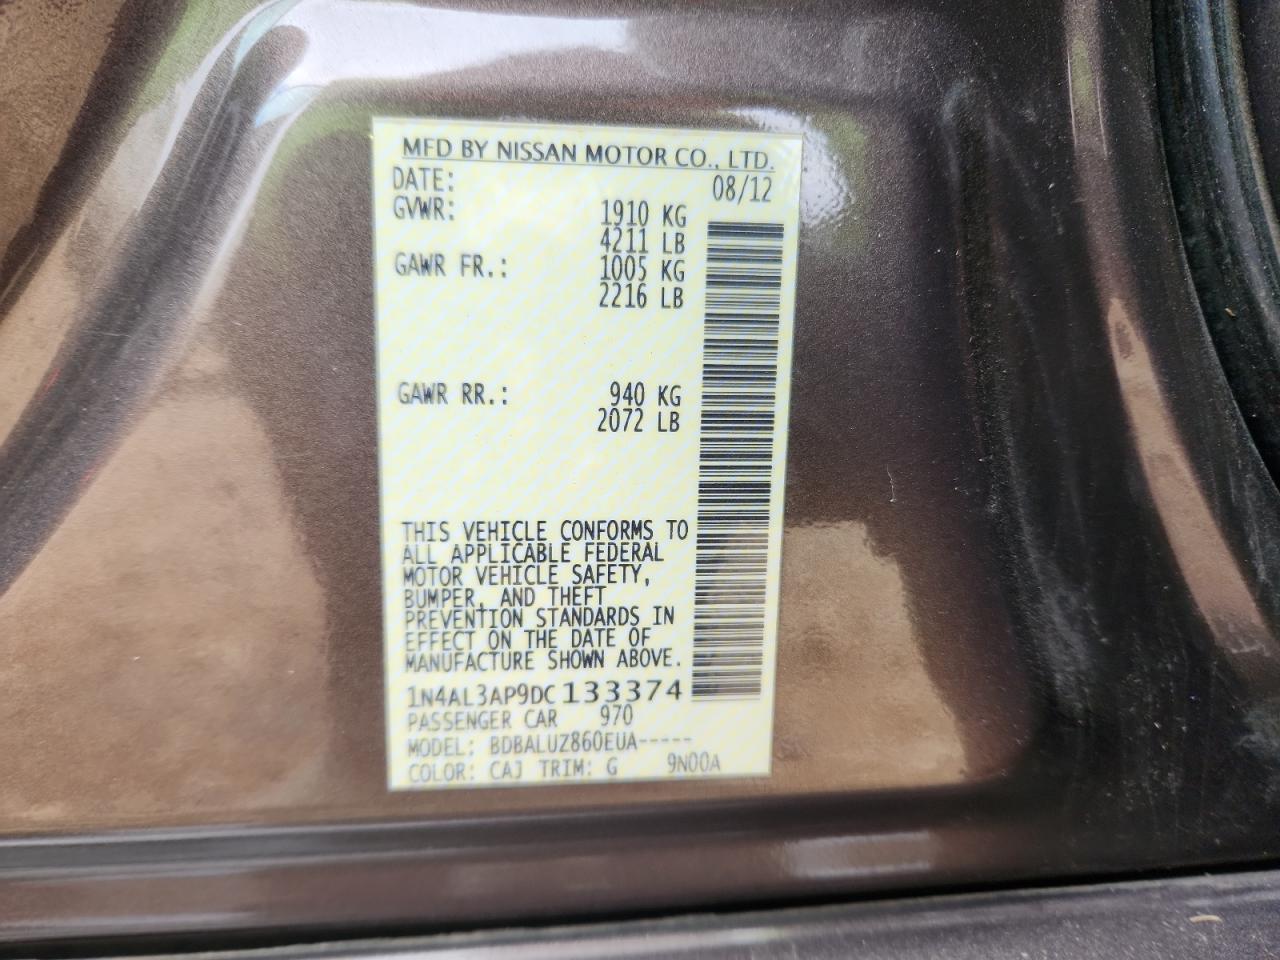 MFD BY NISSAN MOTOR CO., LTD.
DATE: 08/12
GVWR: 1910 KG
4211 LB
GAWR FR.: 1005 KG
2216 LB
GAWR RR.: 940 KG
2072 LB
THIS VEHICLE CONFORMS TO
ALL APPLICABLE FEDERAL
MOTOR VEHICLE SAFETY,
BUMPER, AND THEFT
PREVENTION STANDARDS IN
EFFECT ON THE DATE OF
MANUFACTURE SHOWN ABOVE.
1N4AL3AP9DC133374
PASSENGER CAR 970
MODEL: BDBALUZ860EUA-----
COLOR: CAJ TRIM: G 9N00A